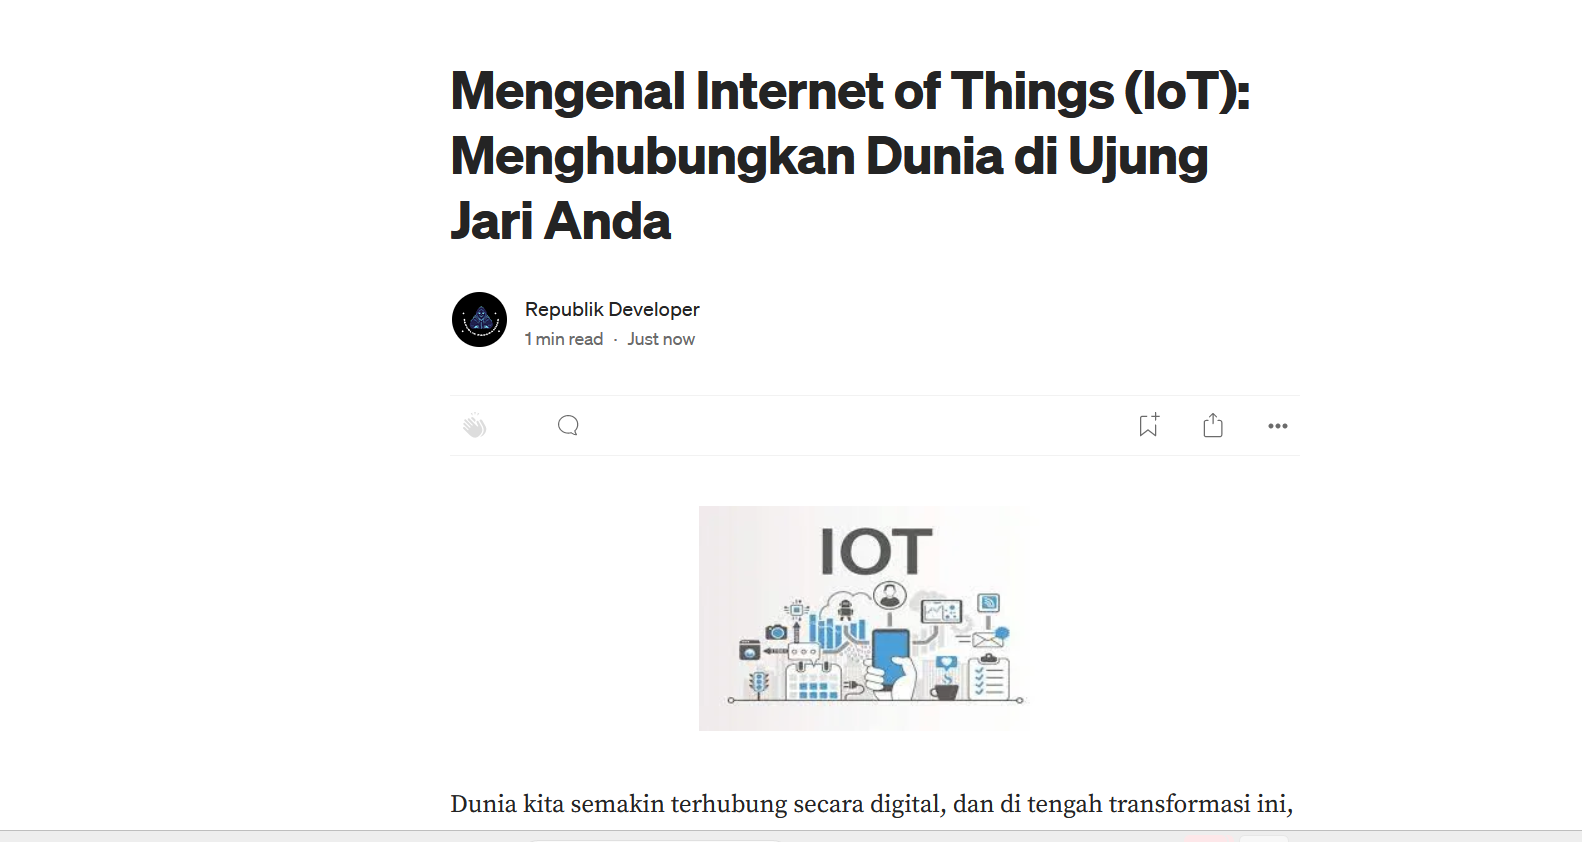 Mengenal Internet of Things (IoT):
Menghubungkan Dunia di Ujung
Jari Anda
Republik Developer
1 min read · Just now
IOT
Dunia kita semakin terhubung secara digital, dan di tengah transformasi ini,